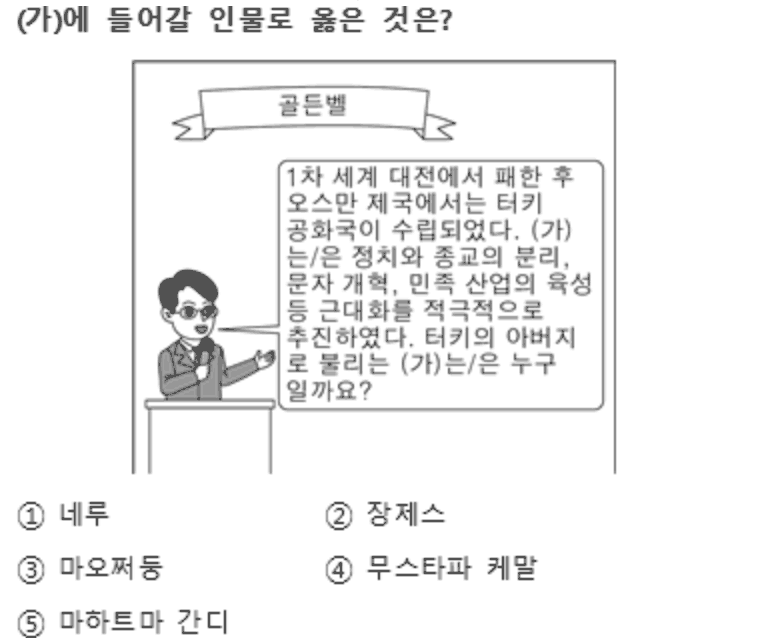 (가)에 들어갈 인물로 옳은 것은?
골든벨
1차 세계 대전에서 패한 후
오스만 제국에서는 터키
공화국이 수립되었다. (가)
는/은 정치와 종교의 분리,
문자 개혁, 민족 산업의 육성
등 근대화를 적극적으로
추진하였다. 터키의 아버지
로 불리는 (가)는/은 누구
일까요?
① 네루
② 장제스
③ 마오쩌둥
④ 무스타파 케말
⑤ 마하트마 간디